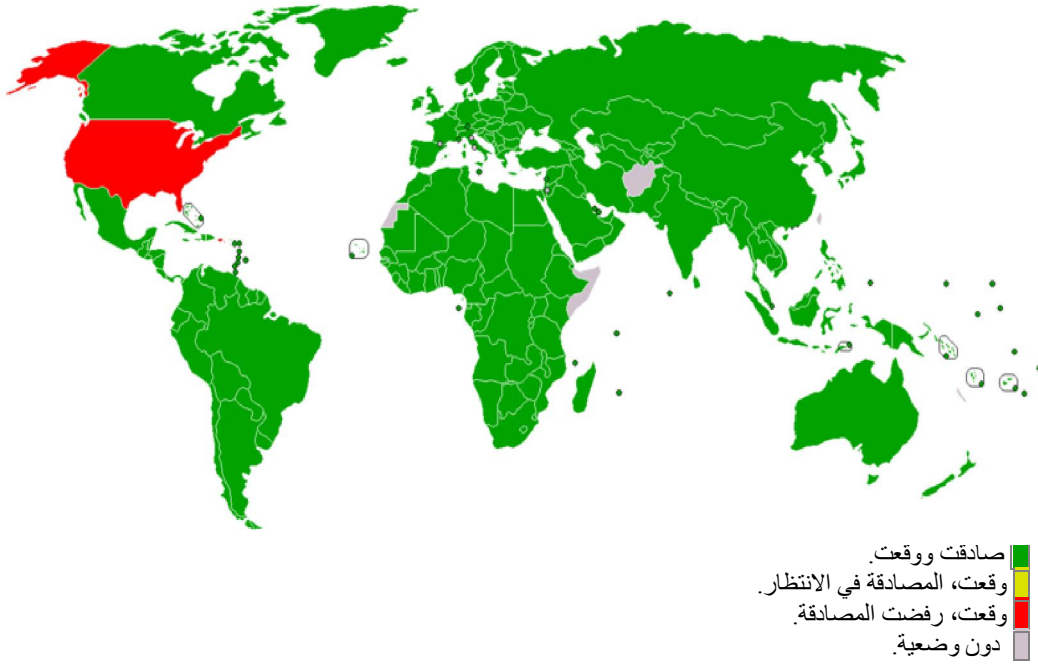 صادقت ووقعت.
وقعت، المصادقة في الانتظار.
وقعت، رفضت المصادقة.
دون وضعية.